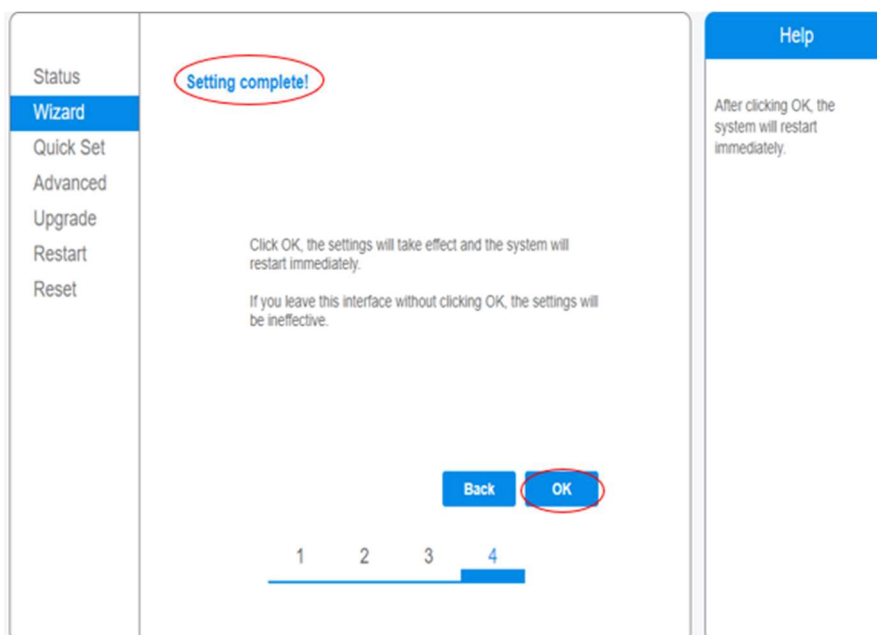 Help
Status
Wizard
Quick Set
Advanced
Upgrade
Restart
Reset
Setting complete!
Click OK, the settings will take effect and the system will
restart immediately.
If you leave this interface without clicking OK, the settings will
be ineffective.
Back
OK
1 2 3 4
After clicking OK, the
system will restart
immediately.